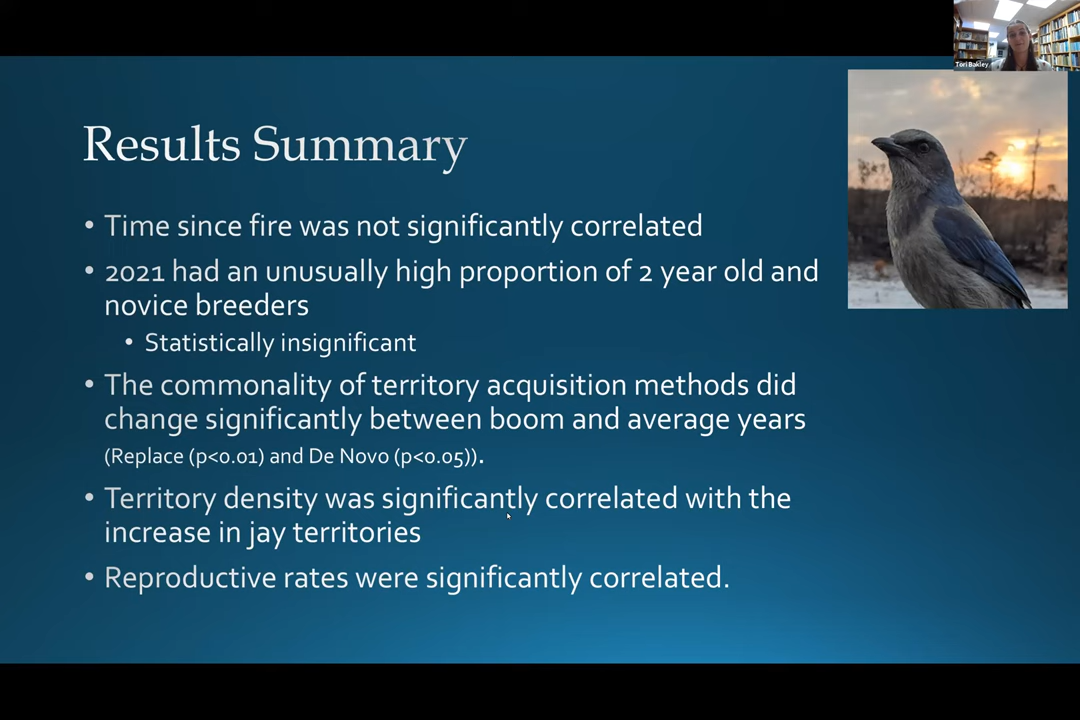 Tori Bakley
Results Summary
• Time since fire was not significantly correlated
• 2021 had an unusually high proportion of 2 year old and
novice breeders
• Statistically insignificant
• The commonality of territory acquisition methods did
change significantly between boom and average years
(Replace (p<0.01) and De Novo (p<0.05)).
• Territory density was significantly correlated with the
increase in jay territories
• Reproductive rates were significantly correlated.